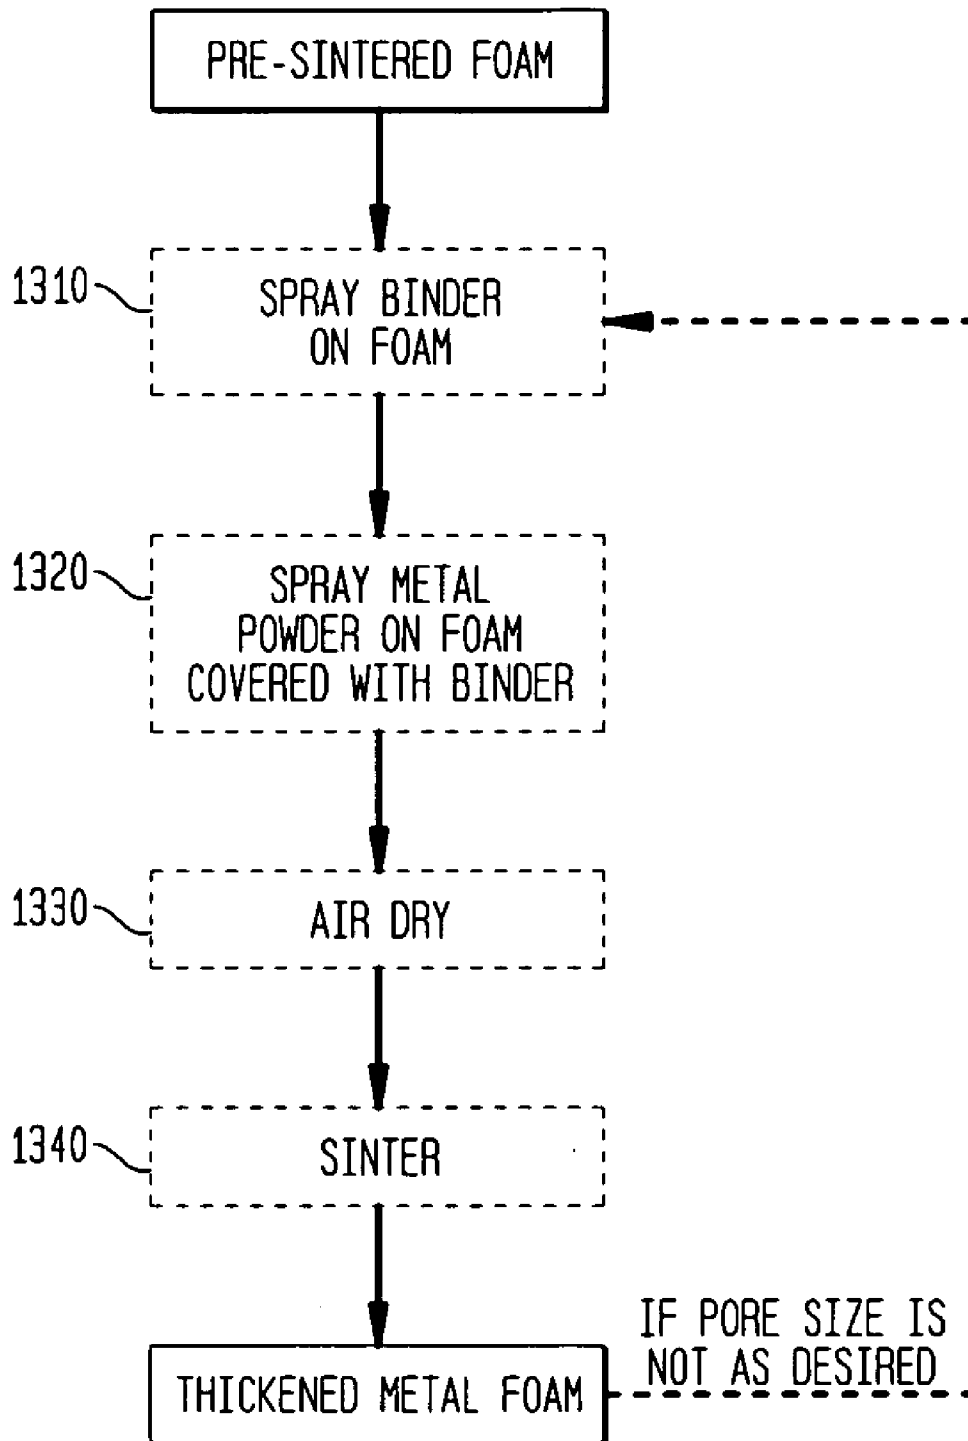 PRE-SINTERED FOAM
1310
SPRAY BINDER
ON FOAM
1320
SPRAY METAL
POWDER ON FOAM
COVERED WITH BINDER
1330
AIR DRY
1340
SINTER
THICKENED METAL FOAM
IF PORE SIZE IS
NOT AS DESIRED